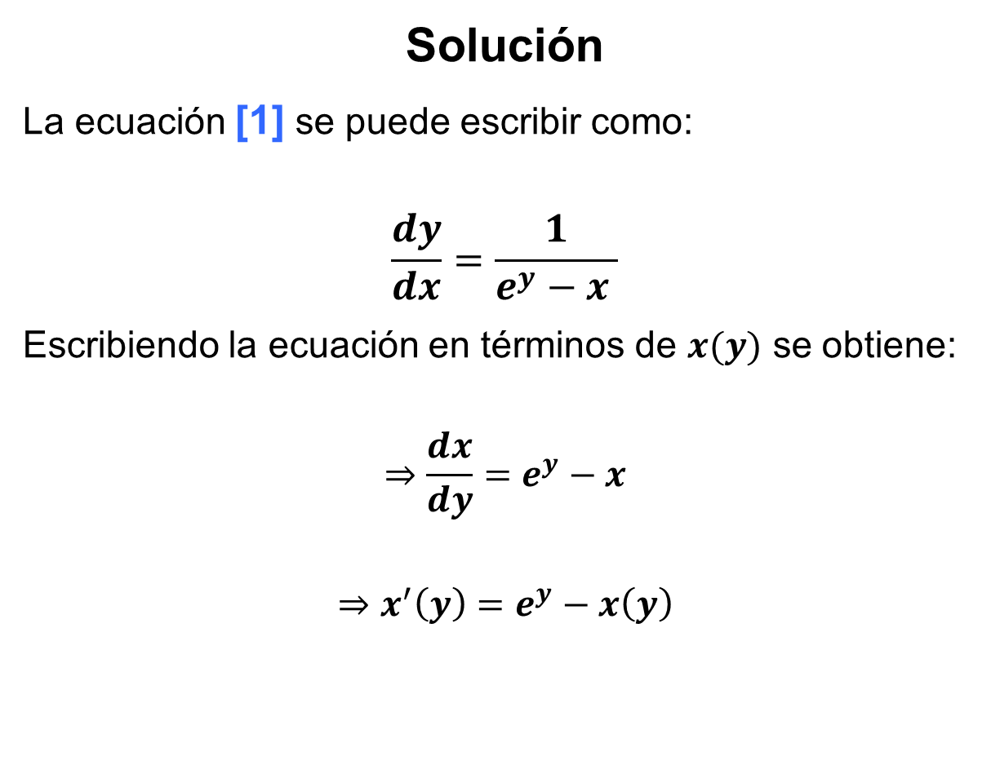 Solución
La ecuación [1] se puede escribir como:
dy/dx = 1/(e^y − x)
Escribiendo la ecuación en términos de x(y) se obtiene:
⇒ dx/dy = e^y − x
⇒ x′(y) = e^y − x(y)